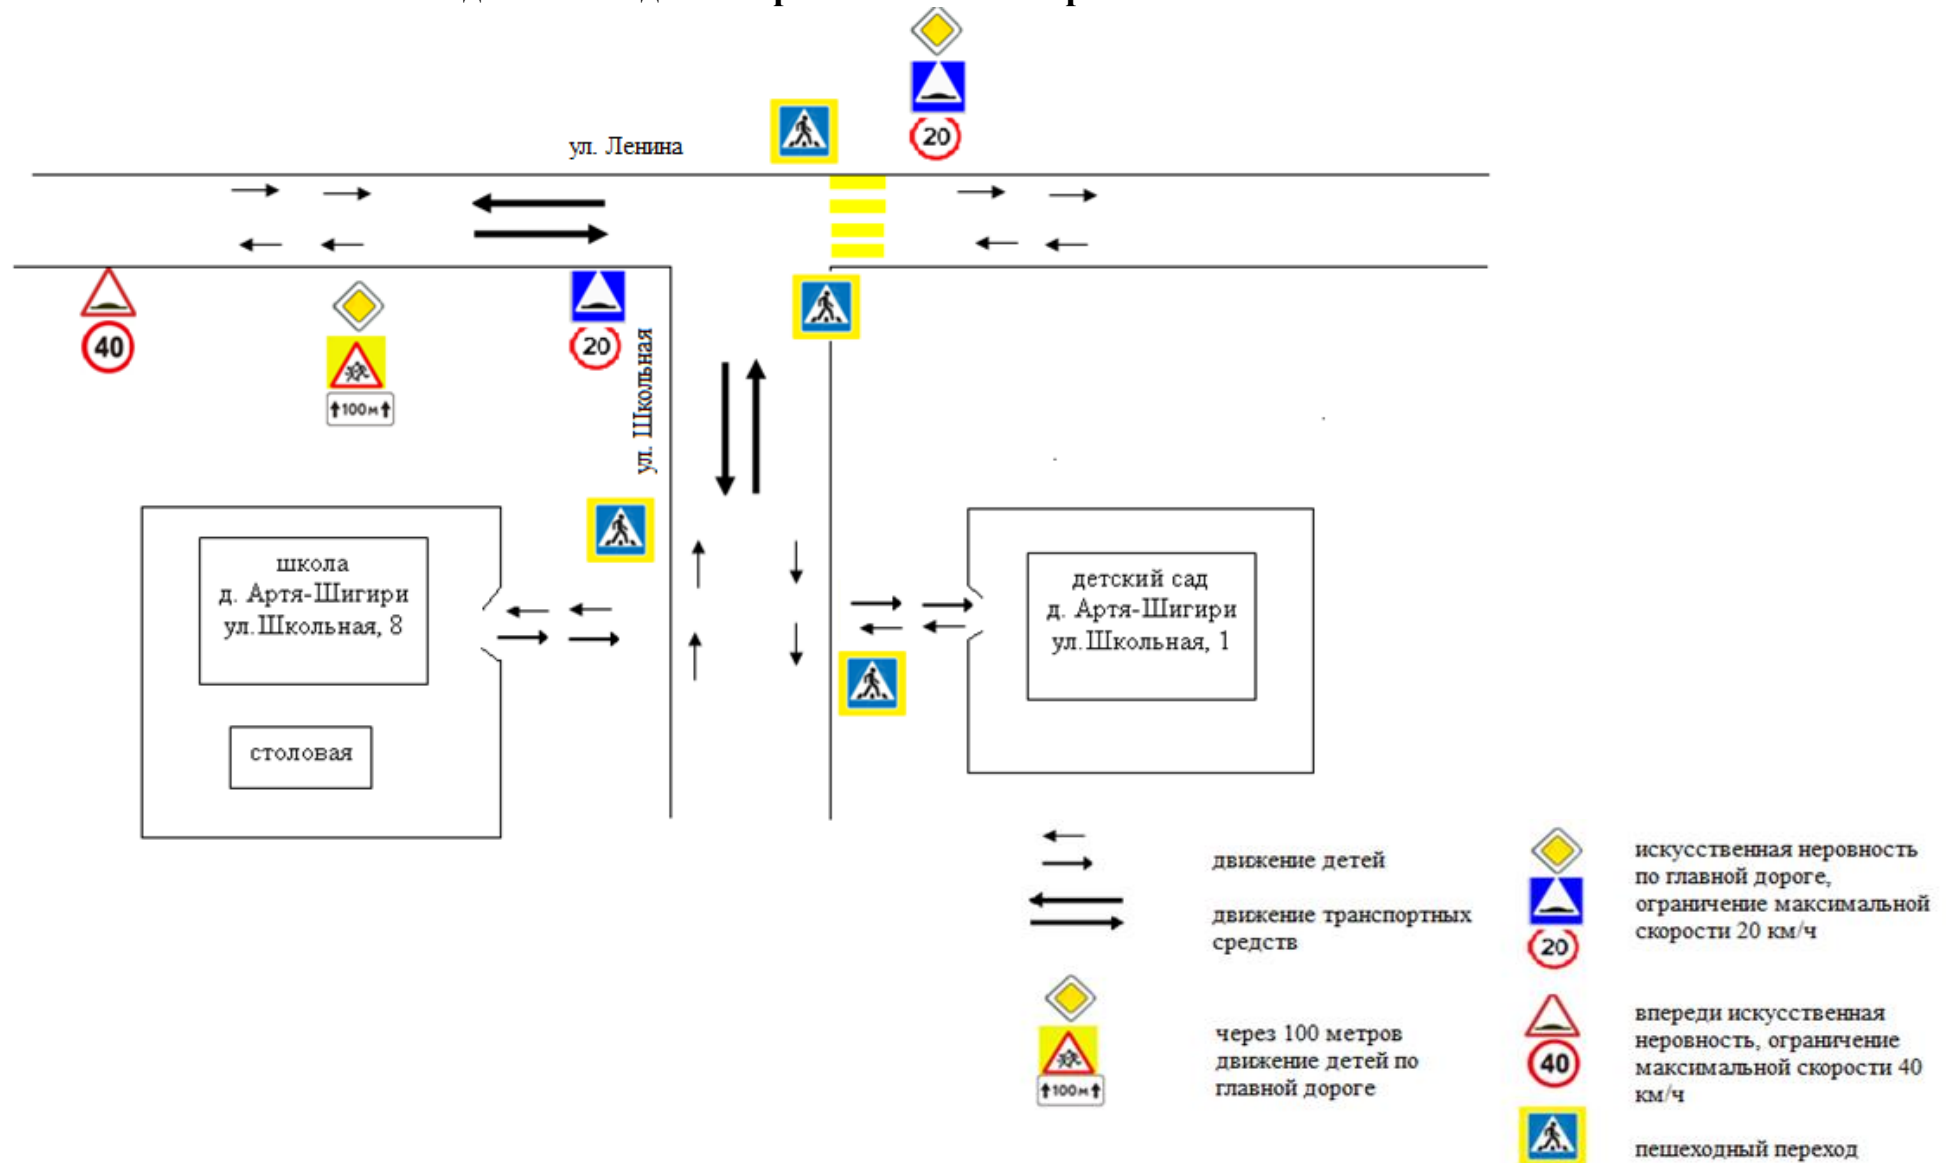 20
ул. Ленина
40
↑100м↑
20
ул. Школьная
школа
д. Артя-Шигири
ул.Школьная, 8
столовая
детский сад
д. Артя-Шигири
ул.Школьная, 1
движение детей
движение транспортных
средств
↑100м↑
через 100 метров
движение детей по
главной дороге
20
искусственная неровность
по главной дороге,
ограничение максимальной
скорости 20 км/ч
40
впереди искусственная
неровность, ограничение
максимальной скорости 40
км/ч
пешеходный переход